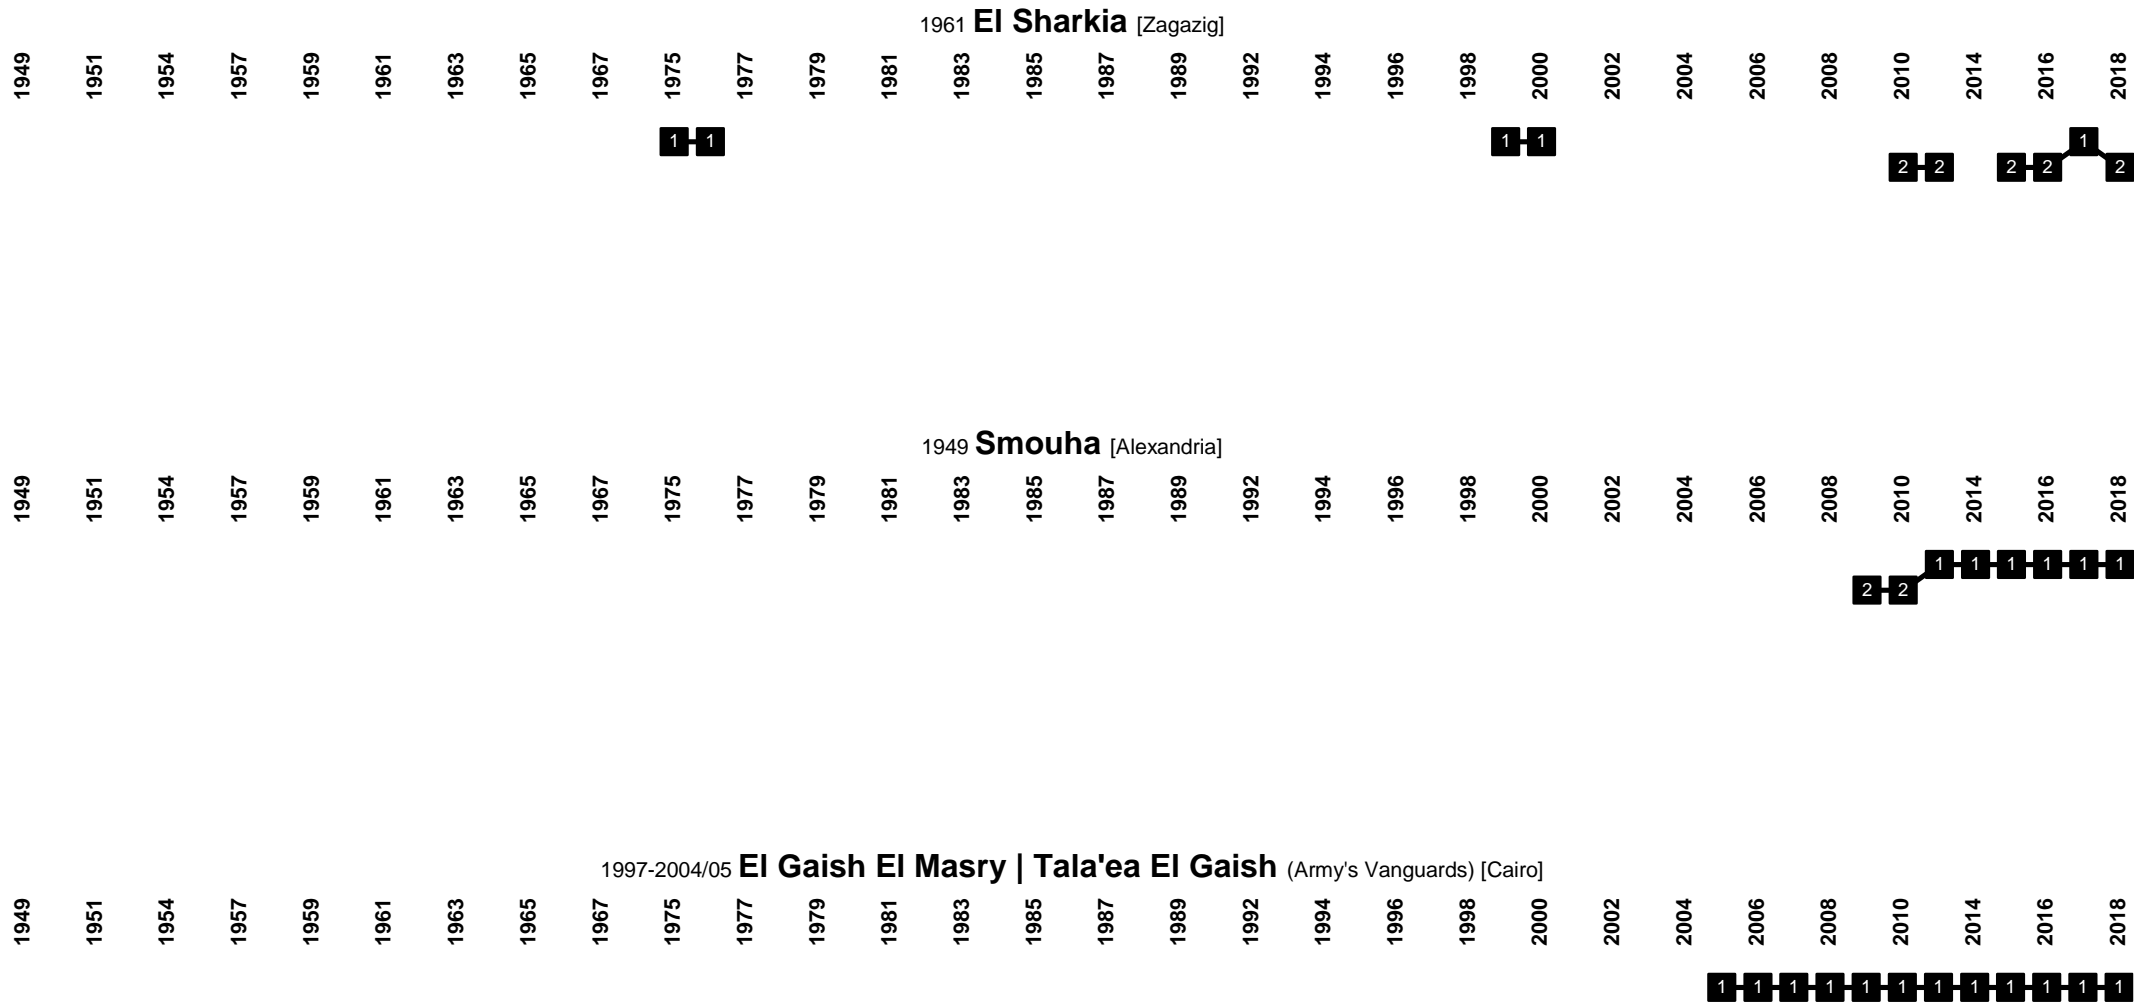 1961 El Sharkia [Zagazig]
1949 1951 1954 1957 1959 1961 1963 1965 1967 1975 1977 1979 1981 1983 1985 1987 1989 1992 1994 1996 1998 2000 2002 2004 2006 2008 2010 2014 2016 2018
1 1 1 1 1
2 2 2 2 2
1949 Smouha [Alexandria]
1949 1951 1954 1957 1959 1961 1963 1965 1967 1975 1977 1979 1981 1983 1985 1987 1989 1992 1994 1996 1998 2000 2002 2004 2006 2008 2010 2014 2016 2018
1 1 1 1 1 1
2 2
1997-2004/05 El Gaish El Masry | Tala'ea El Gaish (Army's Vanguards) [Cairo]
1949 1951 1954 1957 1959 1961 1963 1965 1967 1975 1977 1979 1981 1983 1985 1987 1989 1992 1994 1996 1998 2000 2002 2004 2006 2008 2010 2014 2016 2018
1 1 1 1 1 1 1 1 1 1 1 1